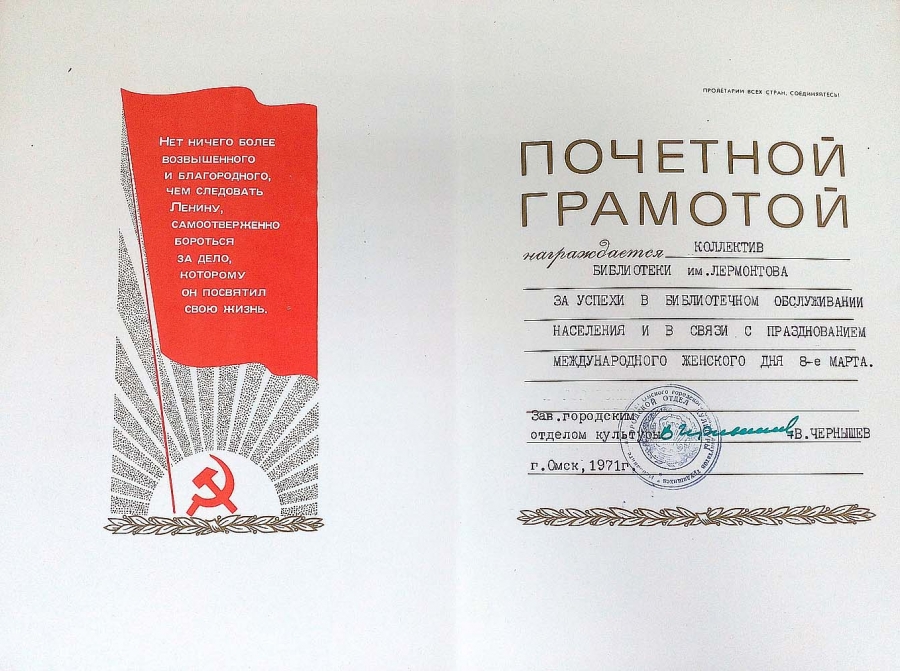 Нет ничего более
возвышенного
и благородного,
чем следовать
Ленину,
самоотверженно
бороться
за дело,
которому
он посвятил
свою жизнь.
ПРОЛЕТАРИИ ВСЕХ СТРАН, СОЕДИНЯЙТЕСЬ!
ПОЧЕТНОЙ
ГРАМОТОЙ
награждается КОЛЛЕКТИВ
БИБЛИОТЕКИ им.ЛЕРМОНТОВА
ЗА УСПЕХИ В БИБЛИОТЕЧНОМ ОБСЛУЖИВАНИИ
НАСЕЛЕНИЯ И В СВЯЗИ С ПРАЗДНОВАНИЕМ
МЕЖДУНАРОДНОГО ЖЕНСКОГО ДНЯ 8-е МАРТА.
Зав.городским
отделом культуры В.ЧЕРНЫШЕВ
г.Омск, 1971г.